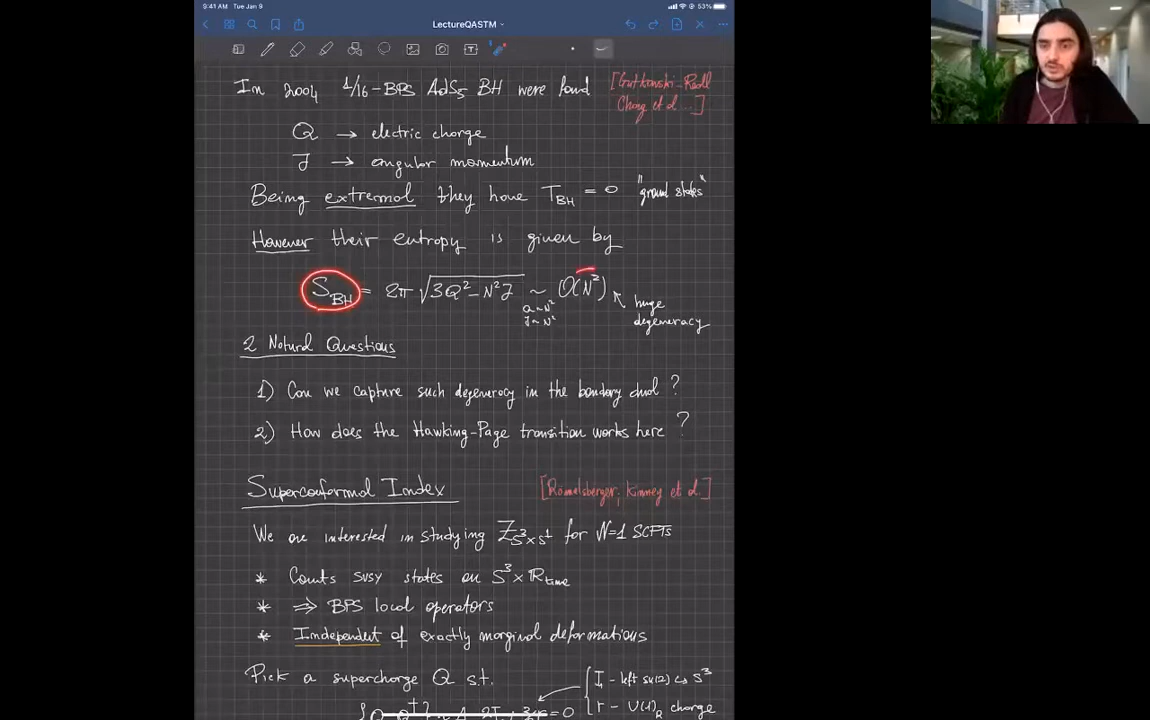 9:41 AM Tue Jan 9
53%
LectureQASTM
In 2004 1/16-BPS AdS5 BH were found [Gutkowski-Reall
Chong et al ...]
Q → electric charge
J → angular momentum
Being extremal they have T_BH = 0 "ground states"
However their entropy is given by
S_BH = 2π √(3Q² - N²J) ~ O(N²)
Q~N²
J~N²
huge
degeneracy
2 Natural Questions
1) Can we capture such degeneracy in the boundary dual ?
2) How does the Hawking-Page transition works here ?
Superconformal Index [Romelsberger; Kinney et al.]
We are interested in studying Z_S³×S¹ for N=1 SCFTs
* Counts susy states on S³ × R_time
* ⇒ BPS local operators
* Independent of exactly marginal deformations
Pick a supercharge Q s.t.
- left su(2) ↪ S³
r - U(1)_R charge